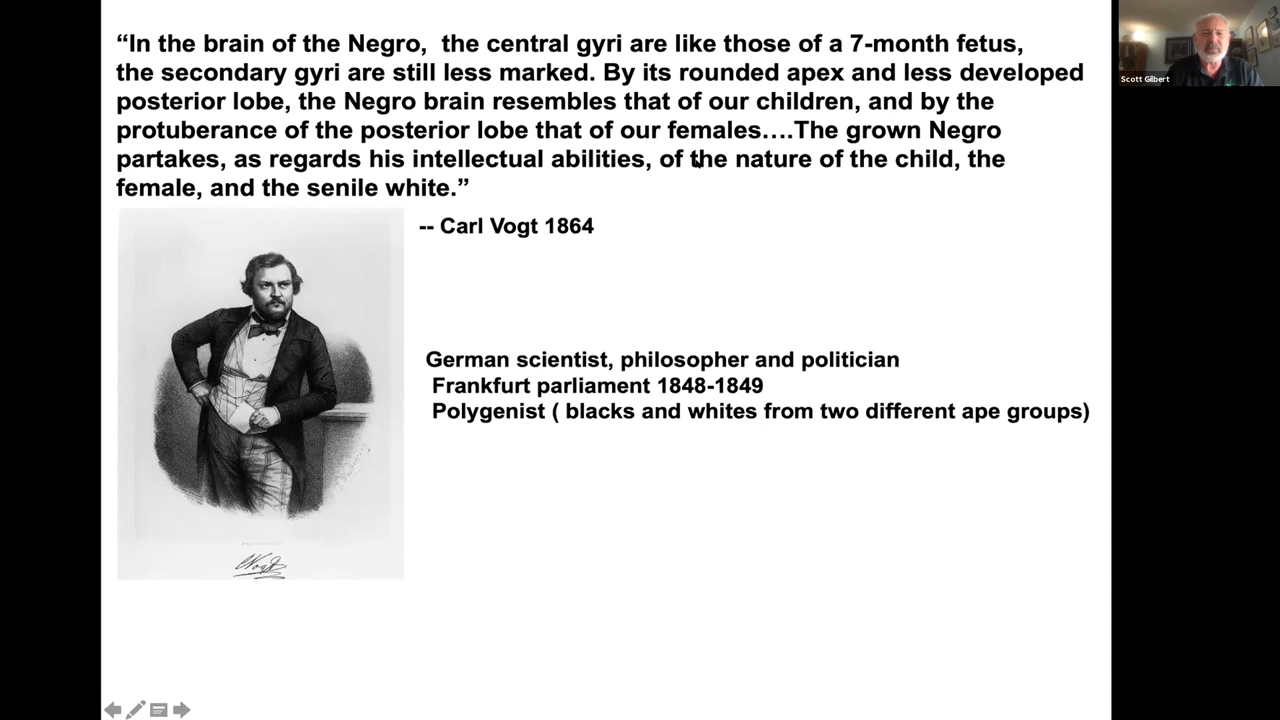 “In the brain of the Negro,  the central gyri are like those of a 7-month fetus,
the secondary gyri are still less marked. By its rounded apex and less developed
posterior lobe, the Negro brain resembles that of our children, and by the
protuberance of the posterior lobe that of our females….The grown Negro
partakes, as regards his intellectual abilities, of the nature of the child, the
female, and the senile white.”
-- Carl Vogt 1864
German scientist, philosopher and politician
Frankfurt parliament 1848-1849
Polygenist ( blacks and whites from two different ape groups)
CVogt
Scott Gilbert